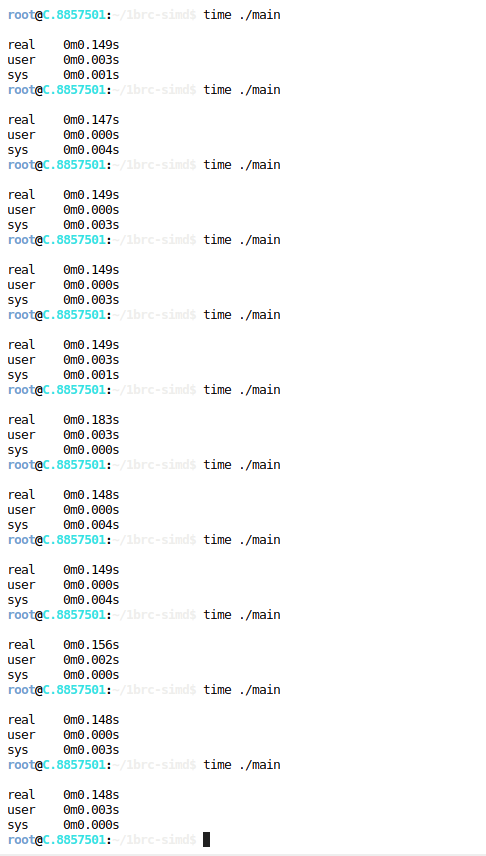 root@C.8857501:~/1brc-simd$ time ./main

real    0m0.149s
user    0m0.003s
sys     0m0.001s
root@C.8857501:~/1brc-simd$ time ./main

real    0m0.147s
user    0m0.000s
sys     0m0.004s
root@C.8857501:~/1brc-simd$ time ./main

real    0m0.149s
user    0m0.000s
sys     0m0.003s
root@C.8857501:~/1brc-simd$ time ./main

real    0m0.149s
user    0m0.000s
sys     0m0.003s
root@C.8857501:~/1brc-simd$ time ./main

real    0m0.149s
user    0m0.003s
sys     0m0.001s
root@C.8857501:~/1brc-simd$ time ./main

real    0m0.183s
user    0m0.003s
sys     0m0.000s
root@C.8857501:~/1brc-simd$ time ./main

real    0m0.148s
user    0m0.000s
sys     0m0.004s
root@C.8857501:~/1brc-simd$ time ./main

real    0m0.149s
user    0m0.000s
sys     0m0.004s
root@C.8857501:~/1brc-simd$ time ./main

real    0m0.156s
user    0m0.002s
sys     0m0.000s
root@C.8857501:~/1brc-simd$ time ./main

real    0m0.148s
user    0m0.000s
sys     0m0.003s
root@C.8857501:~/1brc-simd$ time ./main

real    0m0.148s
user    0m0.003s
sys     0m0.000s
root@C.8857501:~/1brc-simd$